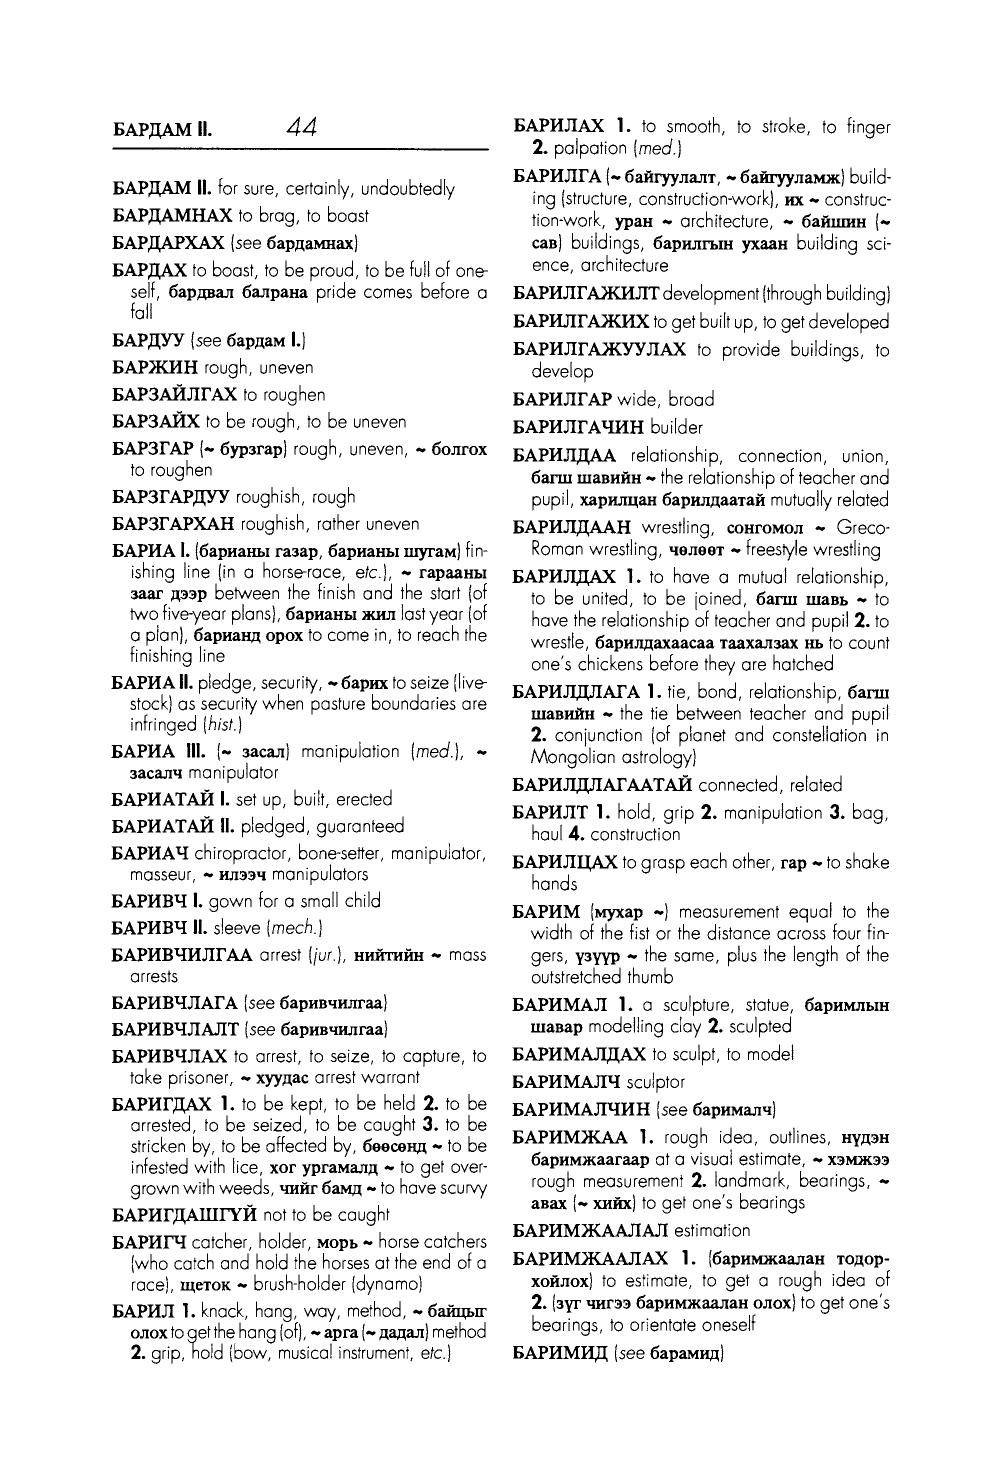 БАРДАМ II. 44
БАРДАМ II. for sure, certainly, undoubtedly
БАРДАМНАХ to brag, to boast
БАРДАРХАХ (see бардамнах)
БАРДАХ to boast, to be proud, to be full of one-
self, бардвал балрана pride comes before a
fall
БАРДУУ (see бардам I.)
БАРЖИН rough, uneven
БАРЗАЙЛГАХ to roughen
БАРЗАЙХ to be rough, to be uneven
БАРЗГАР (~ бурзгар) rough, uneven, ~ болгох
to roughen
БАРЗГАРДУУ roughish, rough
БАРЗГАРХАН roughish, rather uneven
БАРИА I. (барианы газар, барианы шугам) fin-
ishing line (in a horse-race, etc.), ~ гарааны
зааг дээр between the finish and the start (of
two five-year plans), барианы жил last year (of
a plan), барианд орох to come in, to reach the
finishing line
БАРИА II. pledge, security, ~ барих to seize (live-
stock) as security when pasture boundaries are
infringed (hist.)
БАРИА III. (~ засал) manipulation (med.), ~
засалч manipulator
БАРИАТАЙ I. set up, built, erected
БАРИАТАЙ II. pledged, guaranteed
БАРИАЧ chiropractor, bone-setter, manipulator,
masseur, ~ илээч manipulators
БАРИВЧ I. gown for a small child
БАРИВЧ II. sleeve (mech.)
БАРИВЧИЛГАА arrest (jur.), нийтийн ~ mass
arrests
БАРИВЧЛАГА (see баривчилгаа)
БАРИВЧЛАЛТ (see баривчилгаа)
БАРИВЧЛАХ to arrest, to seize, to capture, to
take prisoner, ~ хуудас arrest warrant
БАРИГДАХ 1. to be kept, to be held 2. to be
arrested, to be seized, to be caught 3. to be
stricken by, to be affected by, бөөсөнд ~ to be
infested with lice, хог ургамалд ~ to get over-
grown with weeds, чийг бамд ~ to have scurvy
БАРИГДАШГҮЙ not to be caught
БАРИГЧ catcher, holder, морь ~ horse catchers
(who catch and hold the horses at the end of a
race), щеток ~ brush-holder (dynamo)
БАРИЛ 1. knack, hang, way, method, ~ байцыг
олох to get the hang (of), ~ арга (~ дадал) method
2. grip, hold (bow, musical instrument, etc.)
БАРИЛАХ 1. to smooth, to stroke, to finger
2. palpation (med.)
БАРИЛГА (~ байгуулалт, ~ байгууламж) build-
ing (structure, construction-work), их ~ construc-
tion-work, уран ~ architecture, ~ байшин (~
сав) buildings, барилгын ухаан building sci-
ence, architecture
БАРИЛГАЖИЛТ development (through building)
БАРИЛГАЖИХ to get built up, to get developed
БАРИЛГАЖУУЛАХ to provide buildings, to
develop
БАРИЛГАР wide, broad
БАРИЛГАЧИН builder
БАРИЛДАА relationship, connection, union,
багш шавийн ~ the relationship of teacher and
pupil, харилцан барилдаатай mutually related
БАРИЛДААН wrestling, сонгомол ~ Greco-
Roman wrestling, чөлөөт ~ freestyle wrestling
БАРИЛДАХ 1. to have a mutual relationship,
to be united, to be joined, багш шавь ~ to
have the relationship of teacher and pupil 2. to
wrestle, барилдахаасаа таахалзах нь to count
one's chickens before they are hatched
БАРИЛДЛАГА 1. tie, bond, relationship, багш
шавийн ~ the tie between teacher and pupil
2. conjunction (of planet and constellation in
Mongolian astrology)
БАРИЛДЛАГААТАЙ connected, related
БАРИЛТ 1. hold, grip 2. manipulation 3. bag,
haul 4. construction
БАРИЛЦАХ to grasp each other, гар ~ to shake
hands
БАРИМ (мухар ~) measurement equal to the
width of the fist or the distance across four fin-
gers, үзүүр ~ the same, plus the length of the
outstretched thumb
БАРИМАЛ 1. a sculpture, statue, баримлын
шавар modelling clay 2. sculpted
БАРИМАЛДАХ to sculpt, to model
БАРИМАЛЧ sculptor
БАРИМАЛЧИН (see барималч)
БАРИМЖАА 1. rough idea, outlines, нүдэн
баримжаагаар at a visual estimate, ~ хэмжээ
rough measurement 2. landmark, bearings, ~
авах (~ хийх) to get one's bearings
БАРИМЖААЛАЛ estimation
БАРИМЖААЛАХ 1. (баримжаалан тодор-
хойлох) to estimate, to get a rough idea of
2. (зүг чигээ баримжаалан олох) to get one's
bearings, to orientate oneself
БАРИМИД (see барамид)